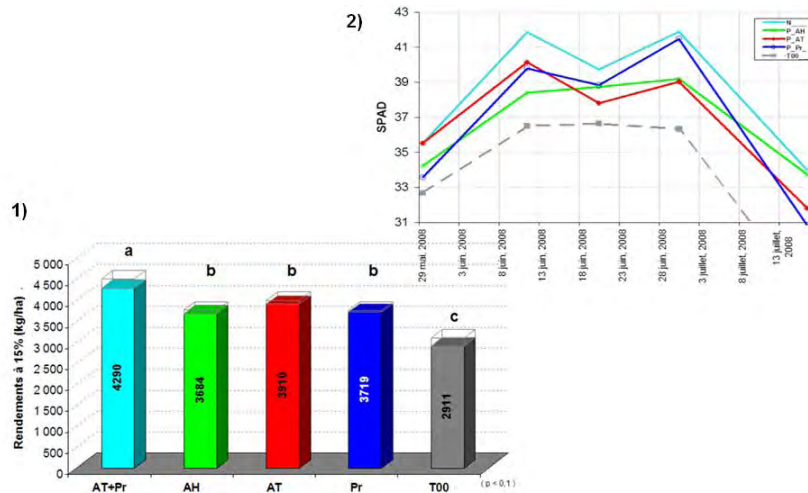 2)
43
41
39
37
35
33
31
SPAD
N
P_AH
P_AT
P_Pr_
T00
29 mai, 2008
3 juin, 2008
8 juin, 2008
13 juin, 2008
18 juin, 2008
23 juin, 2008
28 juin, 2008
3 juillet, 2008
8 juillet, 2008
13 juillet,
2008
1)
a
b
b
b
c
5 000
4 500
4 000
3 500
3 000
2 500
2 000
1 500
1 000
500
0
Rendements à 15% (kg/ha) .
4290
3684
3910
3719
2911
AT+Pr
AH
AT
Pr
T00
( p < 0,1 )